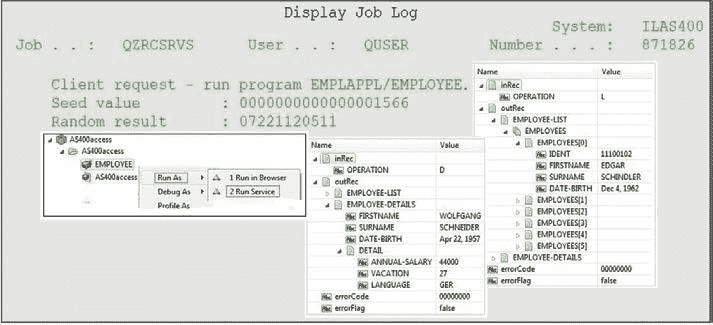 Display Job Log
System: ILAS400
Job . . : QZRCSRVS User . . : QUSER Number . . . : 871826
Client request - run program EMPLAPPL/EMPLOYEE.
Seed value : 0000000000000001566
Random result : 07221120511
AS400access
AS400access
EMPLOYEE
AS400access
Run As
Debug As
Profile As
1 Run in Browser
2 Run Service
Name Value
inRec
OPERATION D
outRec
EMPLOYEE-LIST
EMPLOYEE-DETAILS
FIRSTNAME WOLFGANG
SURNAME SCHNEIDER
DATE-BIRTH Apr 22, 1957
DETAIL
ANNUAL-SALARY 44000
VACATION 27
LANGUAGE GER
errorCode 00000000
errorFlag false
Name Value
inRec
OPERATION L
outRec
EMPLOYEE-LIST
EMPLOYEES
EMPLOYEES[0]
IDENT 11100102
FIRSTNAME EDGAR
SURNAME SCHINDLER
DATE-BIRTH Dec 4, 1962
EMPLOYEES[1]
EMPLOYEES[2]
EMPLOYEES[3]
EMPLOYEES[4]
EMPLOYEES[5]
EMPLOYEE-DETAILS
errorCode 00000000
errorFlag false